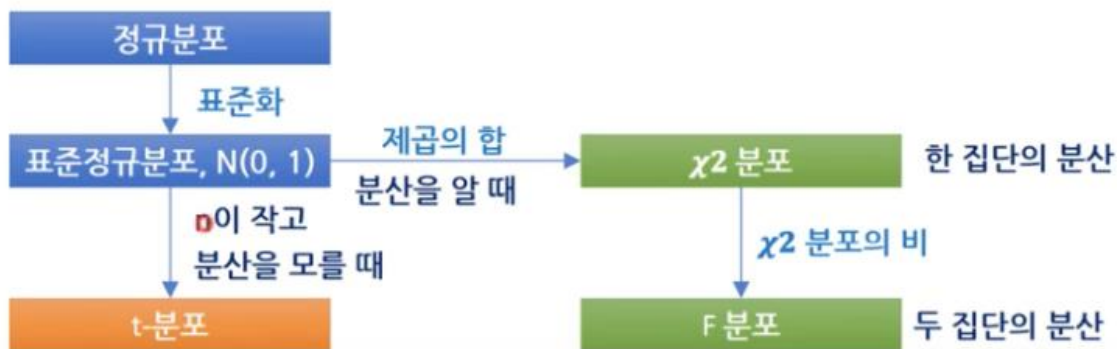 정규분포
표준화
표준정규분포, N(0, 1)
제곱의 합
분산을 알 때
χ2 분포
한 집단의 분산
n이 작고
분산을 모를 때
χ2 분포의 비
t-분포
F 분포
두 집단의 분산